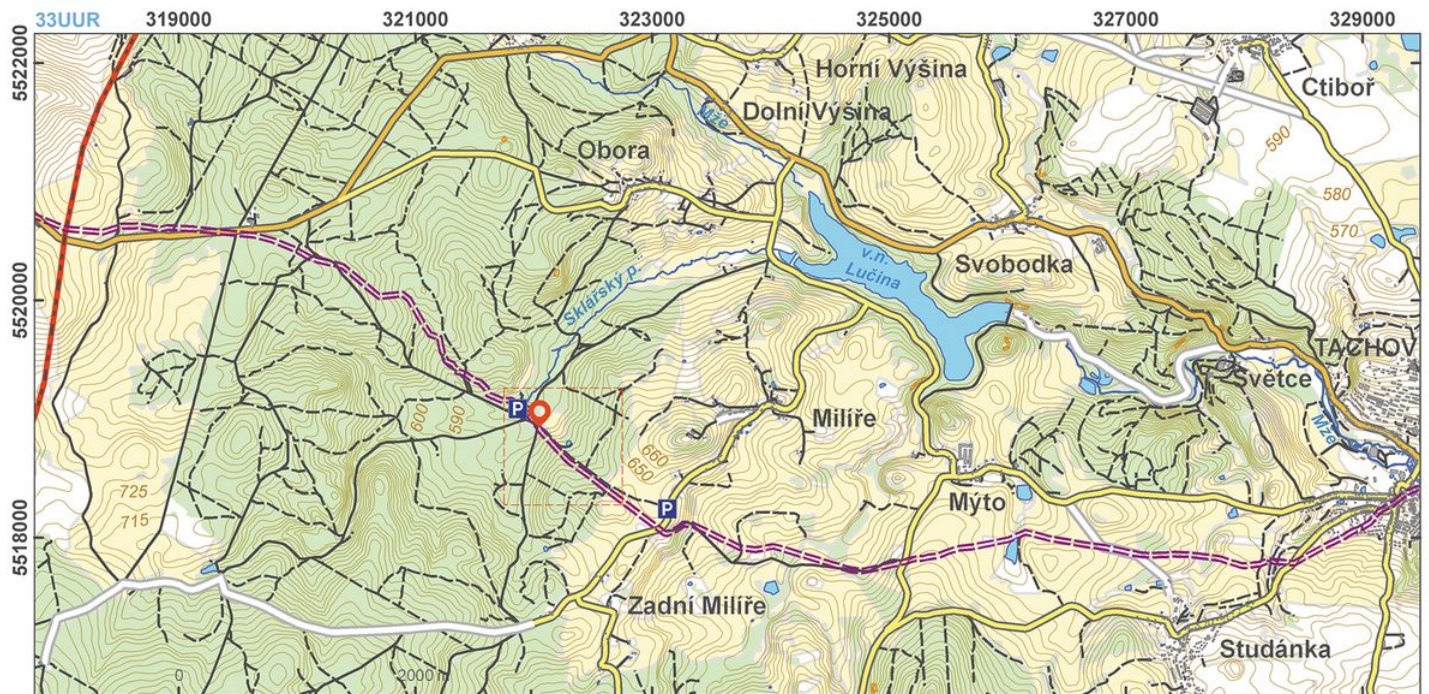 33UUR
319000
321000
323000
325000
327000
329000
5522000
Horní Výšina
Ctiboř
Dolní Výšina
Mže
590
Obora
580
570
v.n.
Lučina
Svobodka
Sklářský p.
5520000
TACHOV
Světce
P
600
590
Milíře
Mže
660
650
725
715
P
Mýto
5518000
Zadní Milíře
Studánka
0
2000 m